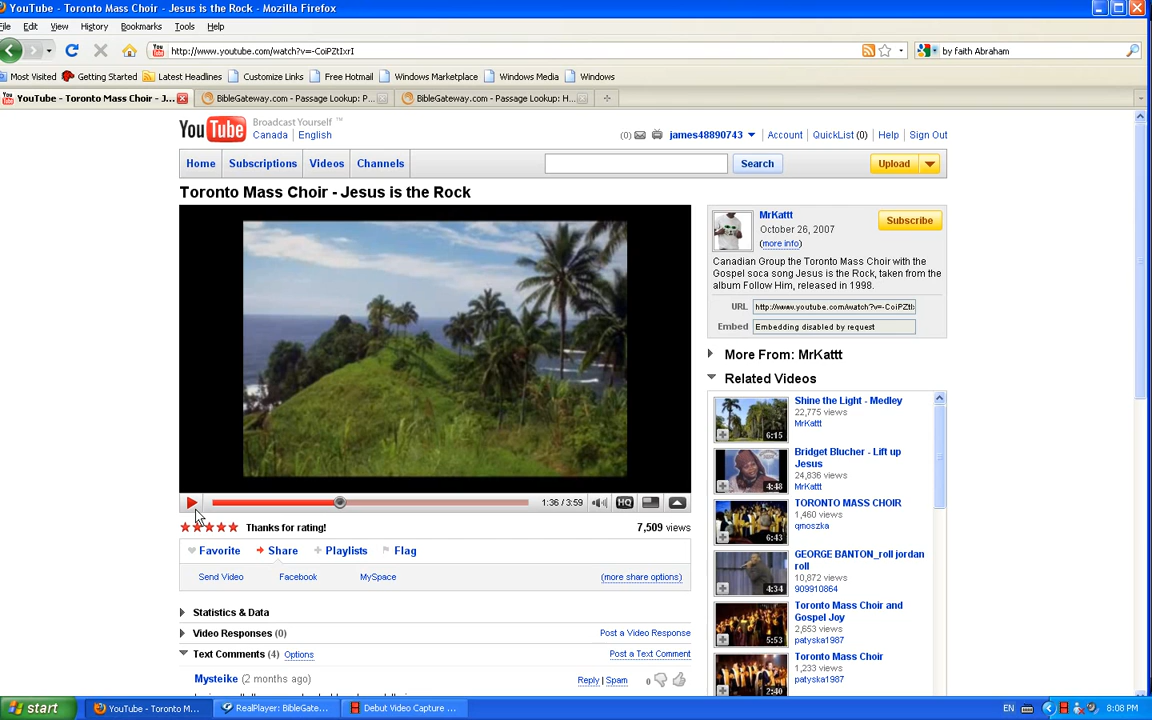 YouTube - Toronto Mass Choir - Jesus is the Rock - Mozilla Firefox
File Edit View History Bookmarks Tools Help
http://www.youtube.com/watch?v=-CoiPZtIxrI
by faith Abraham
Most Visited Getting Started Latest Headlines Customize Links Free Hotmail Windows Marketplace Windows Media Windows
YouTube - Toronto Mass Choir - J... BibleGateway.com - Passage Lookup: P... BibleGateway.com - Passage Lookup: H...
YouTube Broadcast Yourself ™
Canada English
(0) james48890743 Account QuickList (0) Help Sign Out
Home Subscriptions Videos Channels Search Upload
Toronto Mass Choir - Jesus is the Rock
MrKattt
October 26, 2007
(more info)
Subscribe
Canadian Group the Toronto Mass Choir with the
Gospel soca song Jesus is the Rock, taken from the
album Follow Him, released in 1998.
URL http://www.youtube.com/watch?v=-CoiPZtI
Embed Embedding disabled by request
More From: MrKattt
Related Videos
Shine the Light - Medley
22,775 views
MrKattt
6:15
Bridget Blucher - Lift up
Jesus
24,836 views
MrKattt
4:48
TORONTO MASS CHOIR
1,460 views
qmoszka
6:43
GEORGE BANTON_roll jordan
roll
10,872 views
909910864
4:34
Toronto Mass Choir and
Gospel Joy
2,653 views
patyska1987
5:53
Toronto Mass Choir
1,233 views
patyska1987
2:40
1:36 / 3:59 HQ
Thanks for rating! 7,509 views
Favorite Share Playlists Flag
Send Video Facebook MySpace (more share options)
Statistics & Data
Video Responses (0) Post a Video Response
Text Comments (4) Options Post a Text Comment
Mysteike (2 months ago) Reply | Spam 0
start YouTube - Toronto M... RealPlayer: BibleGate... Debut Video Capture ... EN 8:08 PM